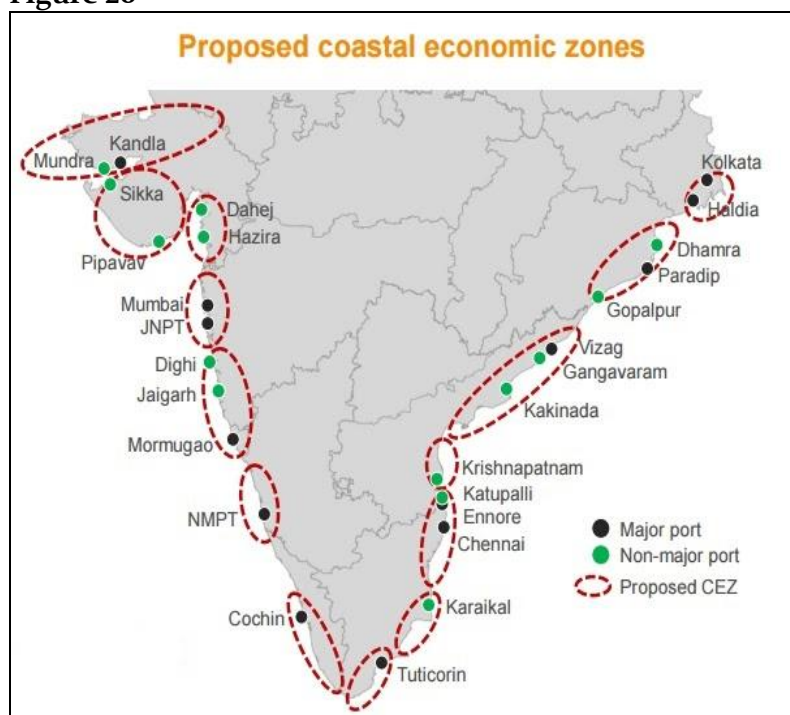 Proposed coastal economic zones
Kandla
Mundra
Sikka
Pipavav
Dahej
Hazira
Mumbai
JNPT
Dighi
Jaigarh
Mormugao
NMPT
Cochin
Kolkata
Haldia
Dhamra
Paradip
Gopalpur
Vizag
Gangavaram
Kakinada
Krishnapatnam
Katupalli
Ennore
Chennai
Karaikal
Tuticorin
Major port
Non-major port
Proposed CEZ